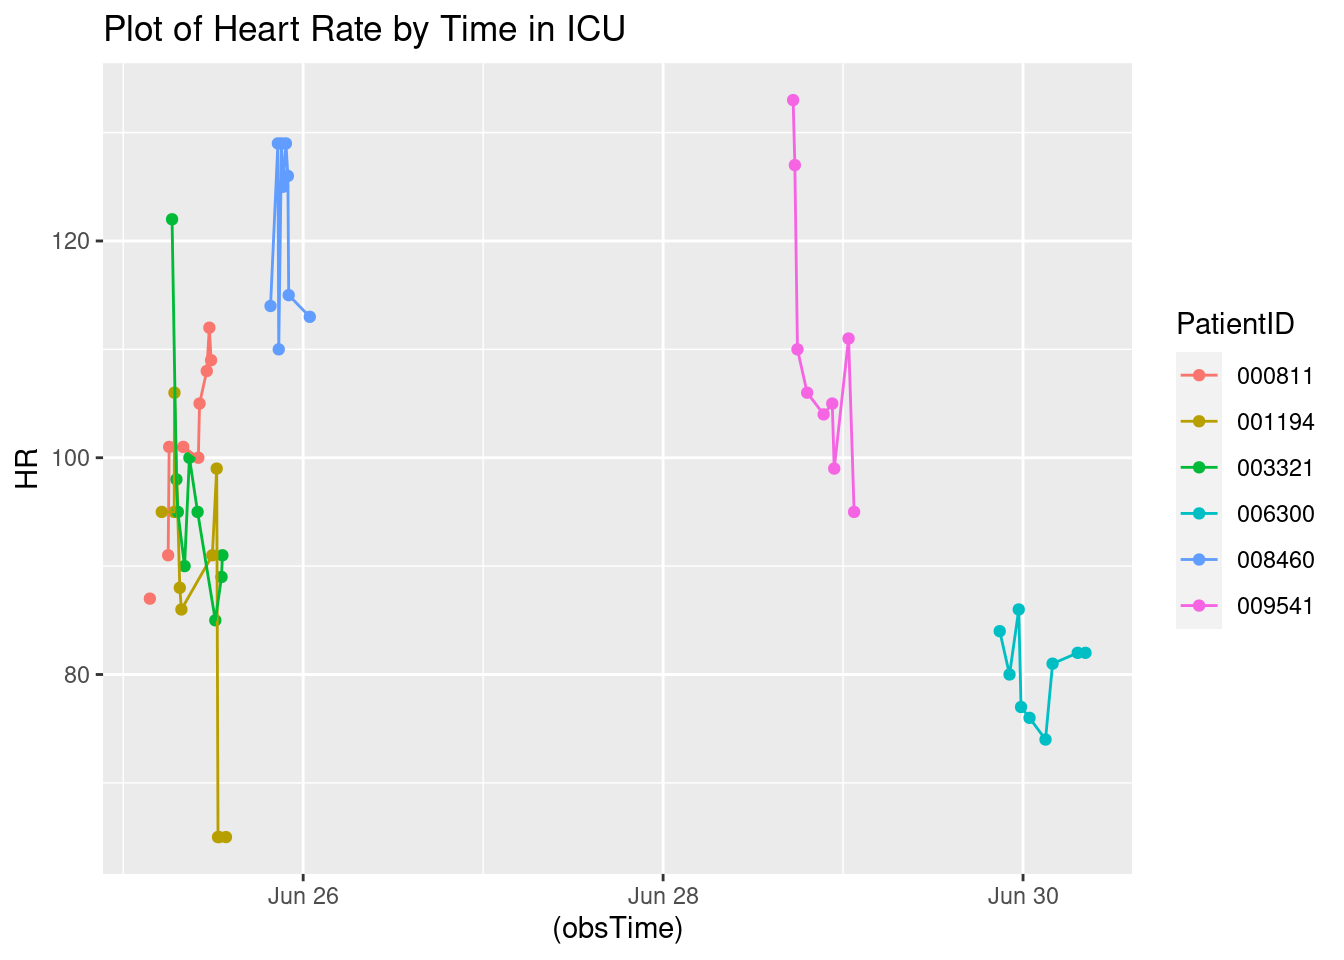 Plot of Heart Rate by Time in ICU
HR
120
100
80
Jun 26
Jun 28
Jun 30
(obsTime)
PatientID
000811
001194
003321
006300
008460
009541